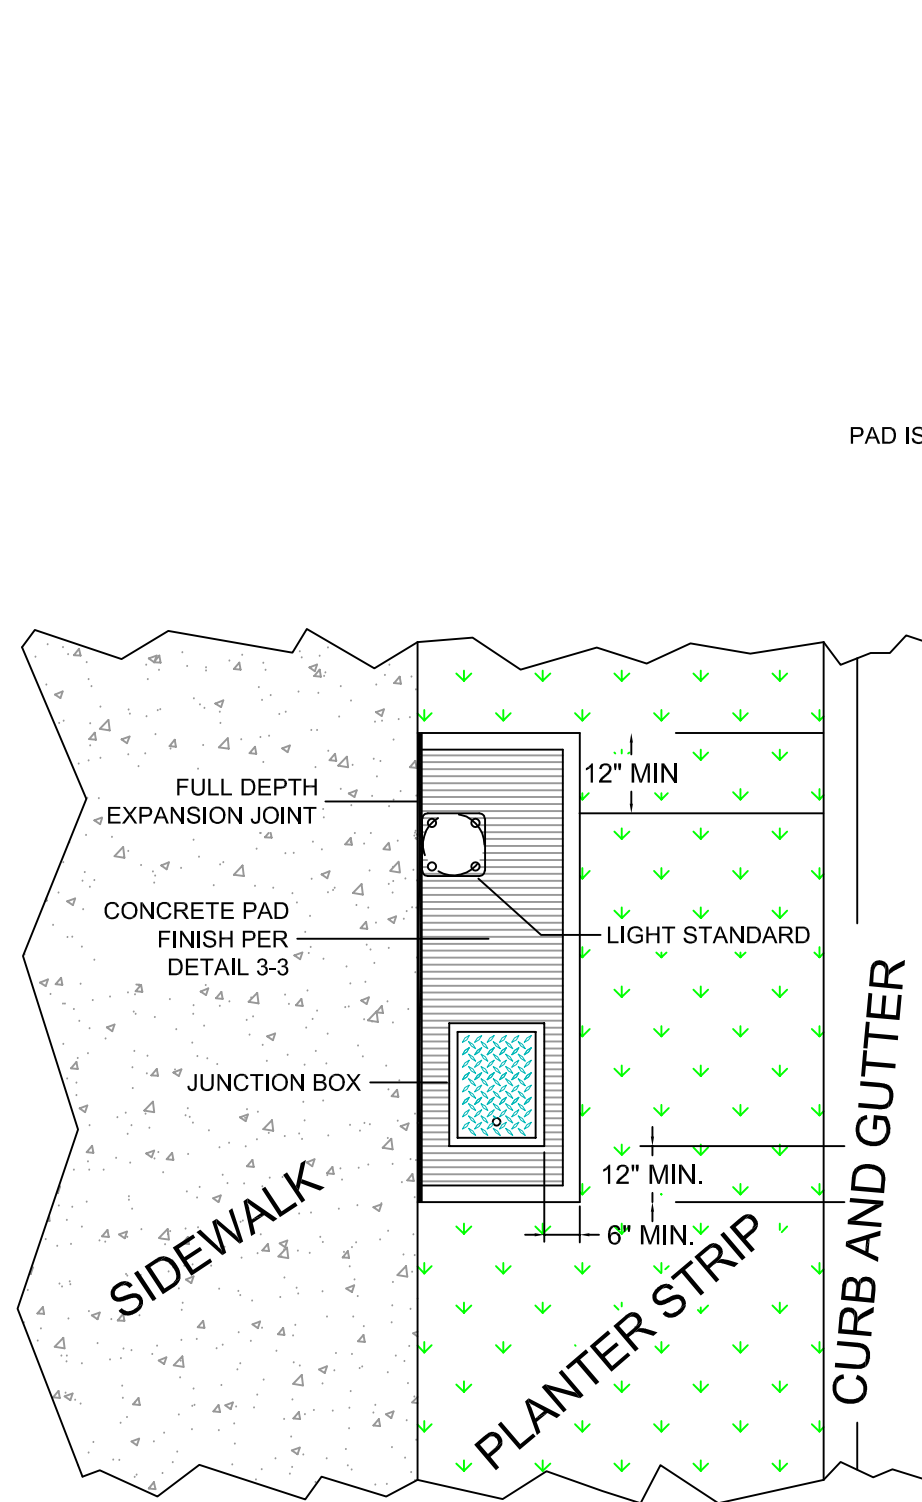 PAD IS
12" MIN
FULL DEPTH
EXPANSION JOINT
CONCRETE PAD
FINISH PER
DETAIL 3-3
LIGHT STANDARD
JUNCTION BOX
12" MIN.
6" MIN.
SIDEWALK
PLANTER STRIP
CURB AND GUTTER